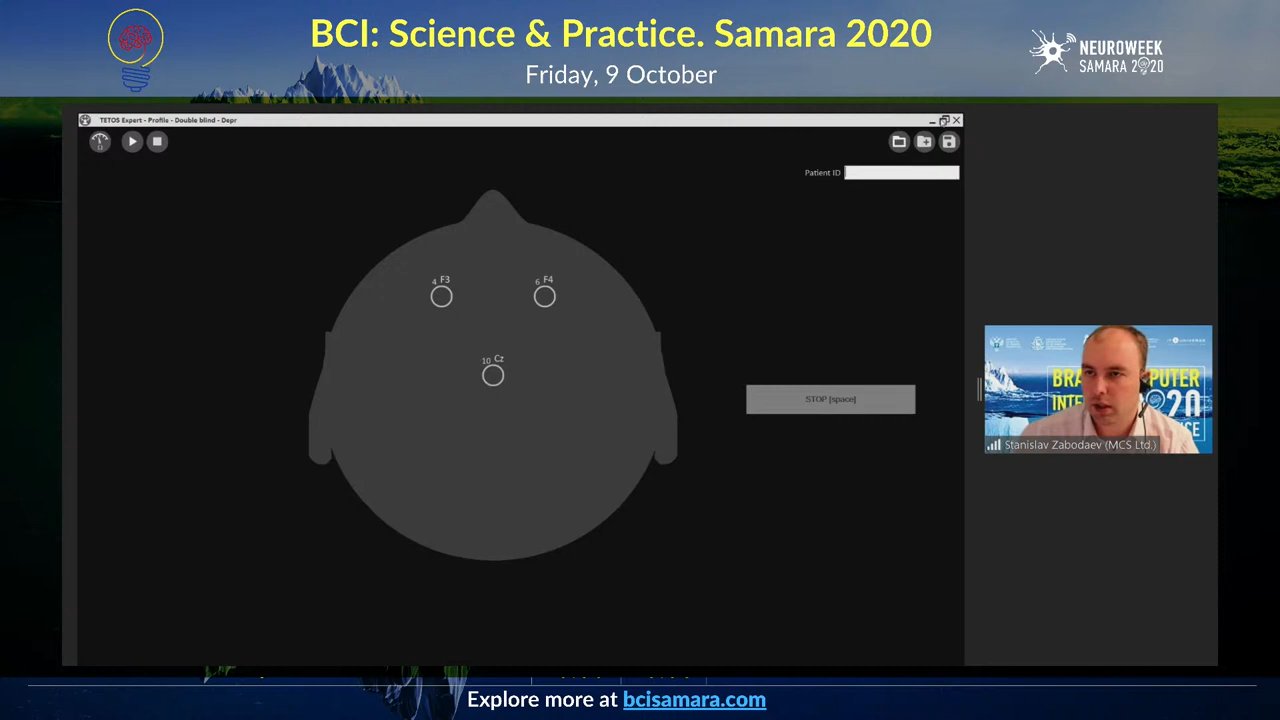 BCI: Science & Practice. Samara 2020
Friday, 9 October
NEUROWEEK
SAMARA 2020
TETOS Expert - Profile - Double blind - Depr
Patient ID
4 F3
6 F4
10 Cz
STOP [space]
Stanislav Zabodaev (MCS Ltd.)
Explore more at bcisamara.com